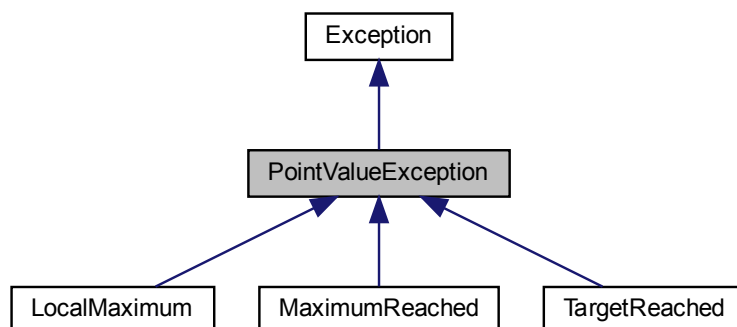 Exception
PointValueException
LocalMaximum
MaximumReached
TargetReached